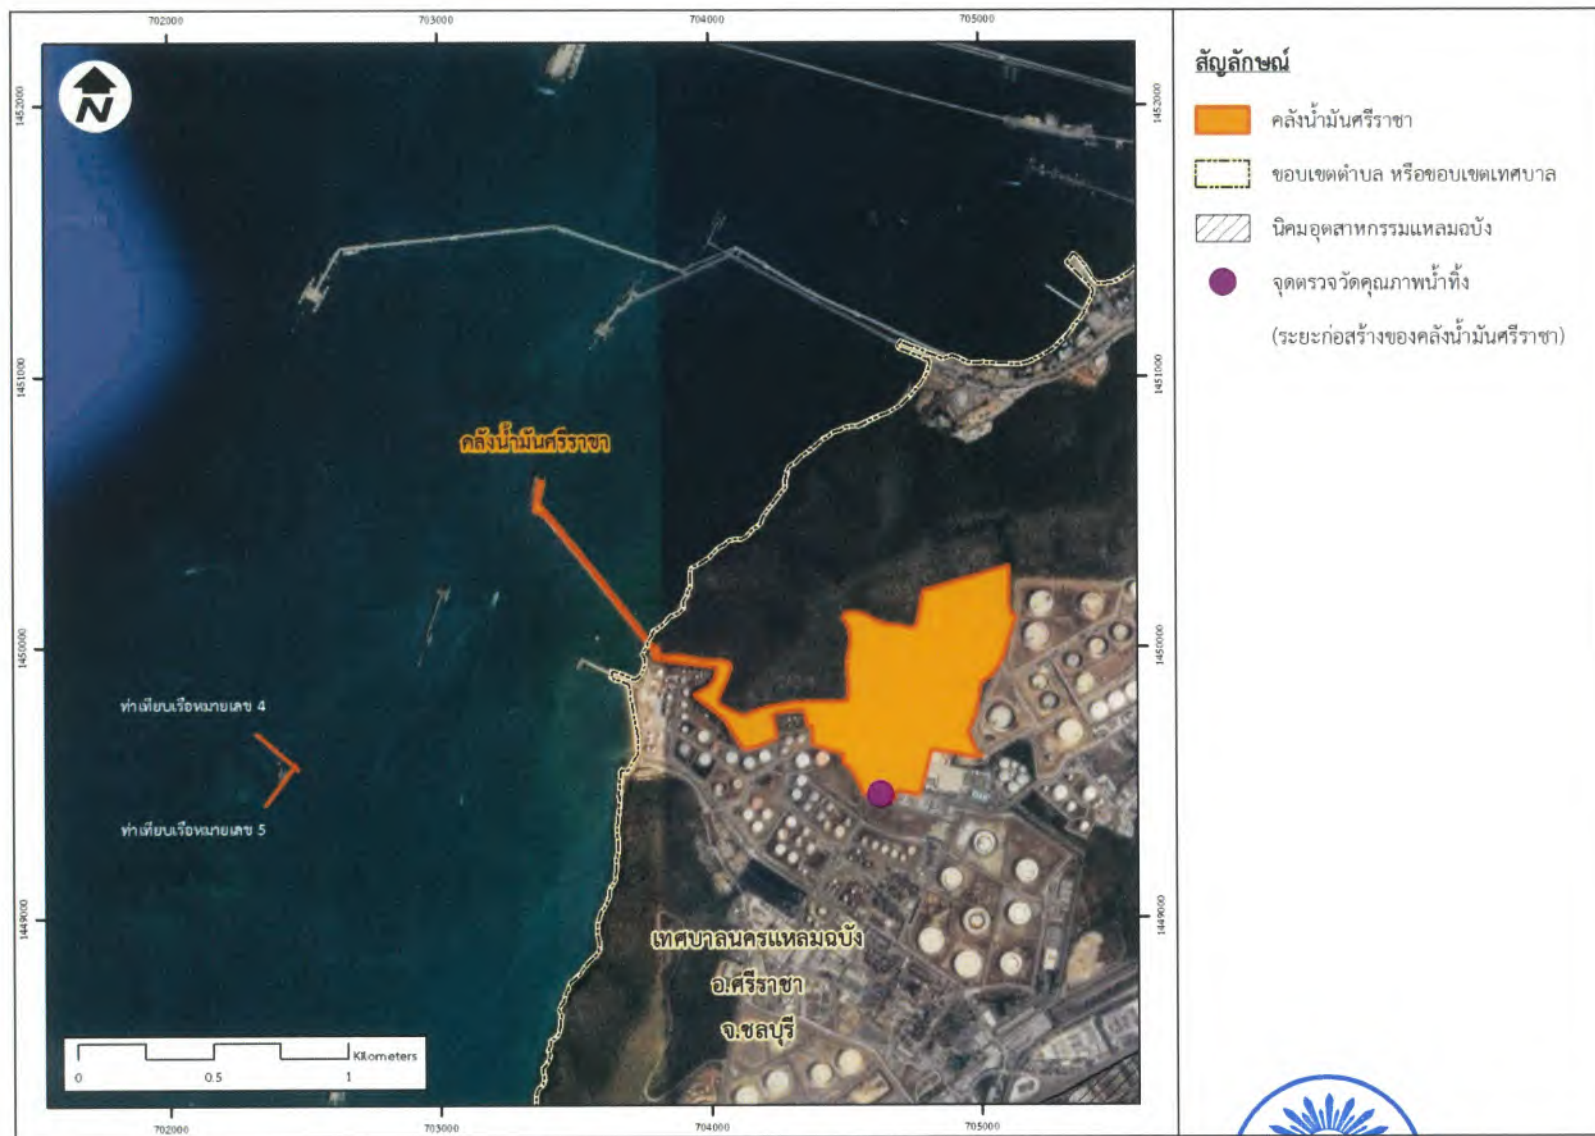 702000 703000 704000 705000
สัญลักษณ์
คลังน้ำมันศรีราชา
ขอบเขตตำบล หรือขอบเขตเทศบาล
นิคมอุตสาหกรรมแหลมฉบัง
จุดตรวจวัดคุณภาพน้ำทิ้ง
(ระยะก่อสร้างของคลังน้ำมันศรีราชา)
N
1452000 1452000
1451000 1451000
คลังน้ำมันศรีราชา
1450000 1450000
ท่าเทียบเรือหมายเลข 4
ท่าเทียบเรือหมายเลข 5
1449000 1449000
เทศบาลนครแหลมฉบัง
อ.ศรีราชา
จ.ชลบุรี
Kilometers
0 0.5 1
702000 703000 704000 705000